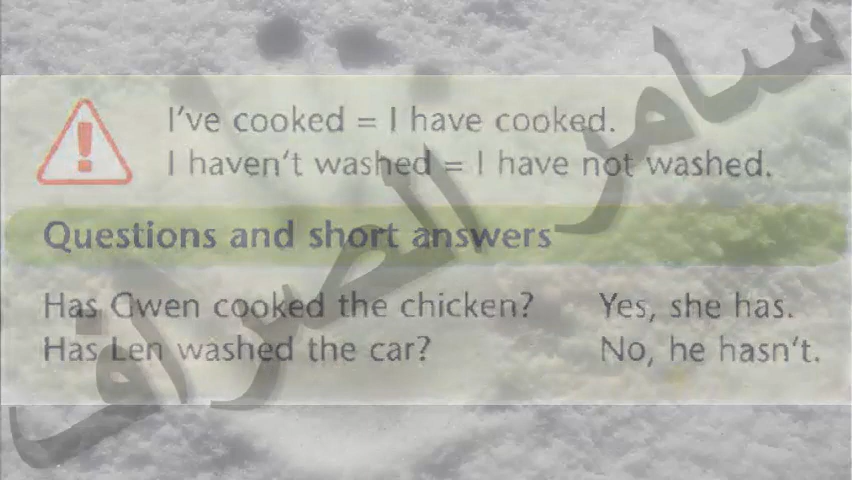 I've cooked = I have cooked.
I haven't washed = I have not washed.
Questions and short answers
Has Gwen cooked the chicken? Yes, she has.
Has Len washed the car? No, he hasn't.
سامر الصراف